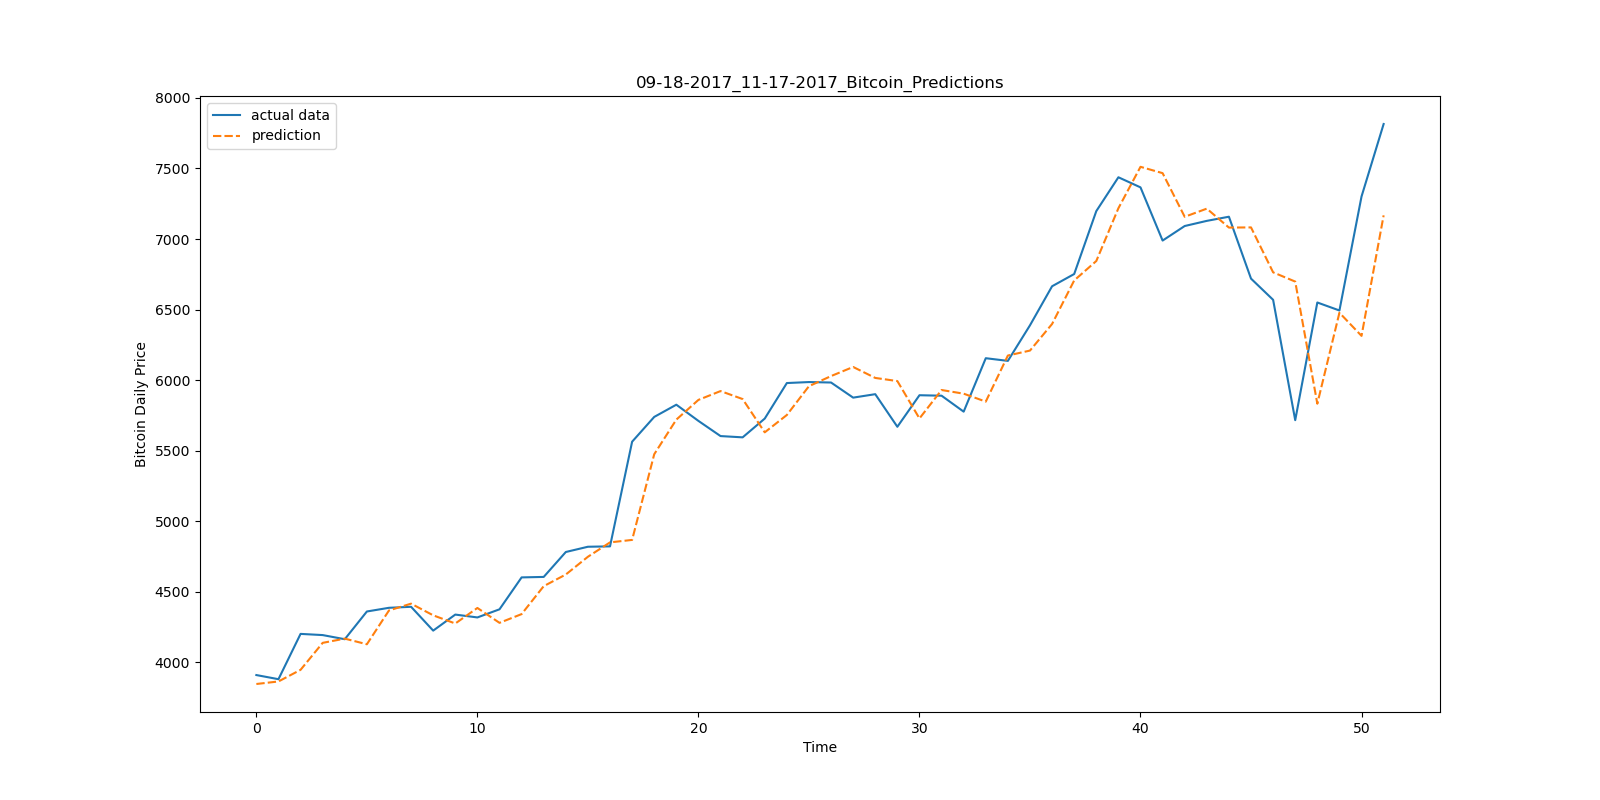 09-18-2017_11-17-2017_Bitcoin_Predictions
actual data
prediction
8000
7500
7000
6500
6000
5500
5000
4500
4000
Bitcoin Daily Price
0 10 20 30 40 50
Time